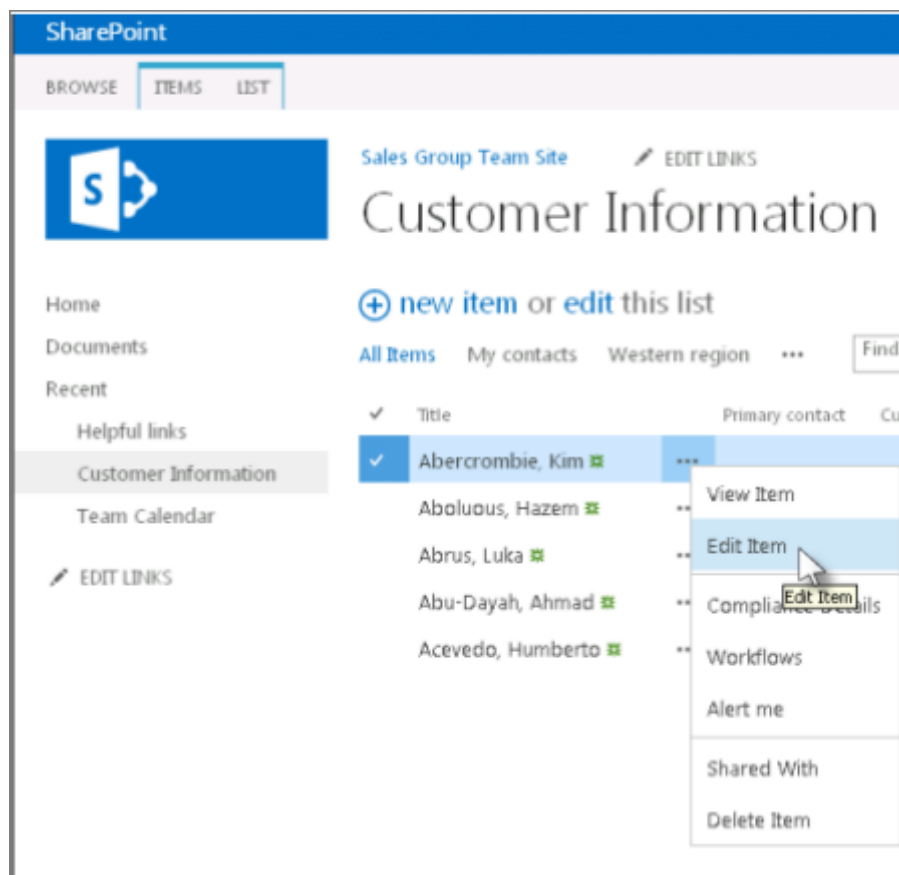 SharePoint
BROWSE ITEMS LIST
S
Sales Group Team Site EDIT LINKS
Customer Information
Home
Documents
Recent
Helpful links
Customer Information
Team Calendar
EDIT LINKS
new item or edit this list
All Items My contacts Western region ••• Find
Title Primary contact Cu
Abercrombie, Kim •••
Aboluous, Hazem
Abrus, Luka
Abu-Dayah, Ahmad
Acevedo, Humberto
View Item
Edit Item
Edit Item
Compliance Details
Workflows
Alert me
Shared With
Delete Item